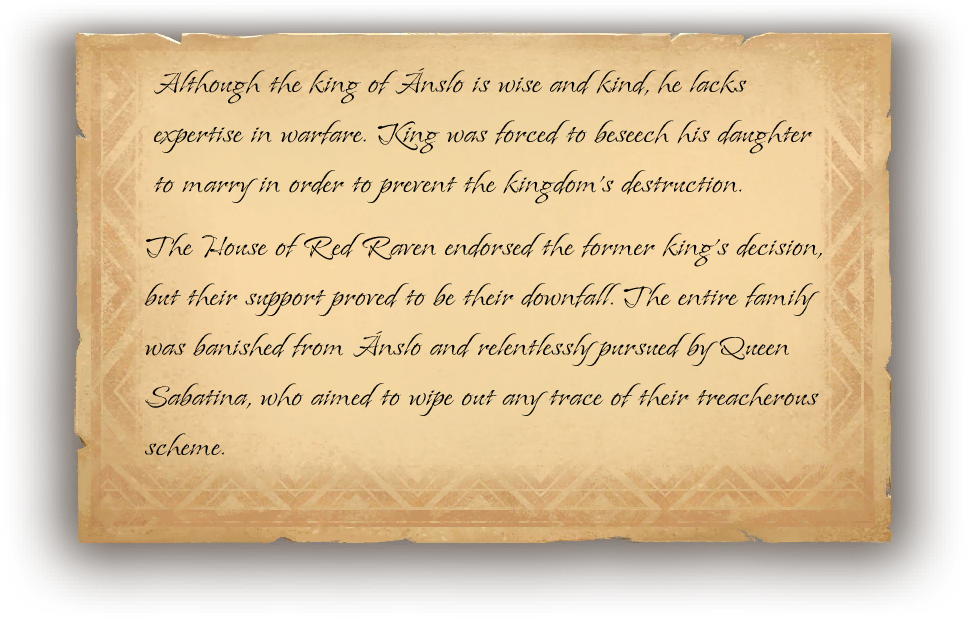 Although the king of Ánslo is wise and kind, he lacks
expertise in warfare. King was forced to beseech his daughter
to marry in order to prevent the kingdom's destruction.
The House of Red Raven endorsed the former king's decision,
but their support proved to be their downfall. The entire family
was banished from Ánslo and relentlessly pursued by Queen
Sabatina, who aimed to wipe out any trace of their treacherous
scheme.